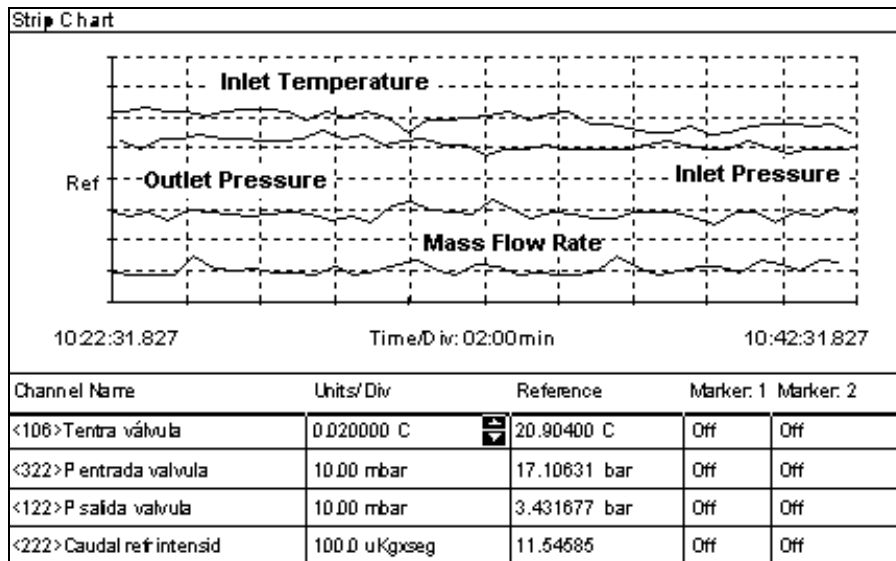 Strip Chart
Inlet Temperature
Ref
Outlet Pressure
Inlet Pressure
Mass Flow Rate
10:22:31.827 Time/Div: 02:00min 10:42:31.827
Channel Name Units/Div Reference Marker: 1 Marker: 2
<106>Tentra válvula 0.020000 C 20.90400 C Off Off
<322>P entrada valvula 10.00 mbar 17.10631 bar Off Off
<122>P salida valvula 10.00 mbar 3.431677 bar Off Off
<222>Caudal refrintensid 100.0 uKgxseg 11.54585 Off Off